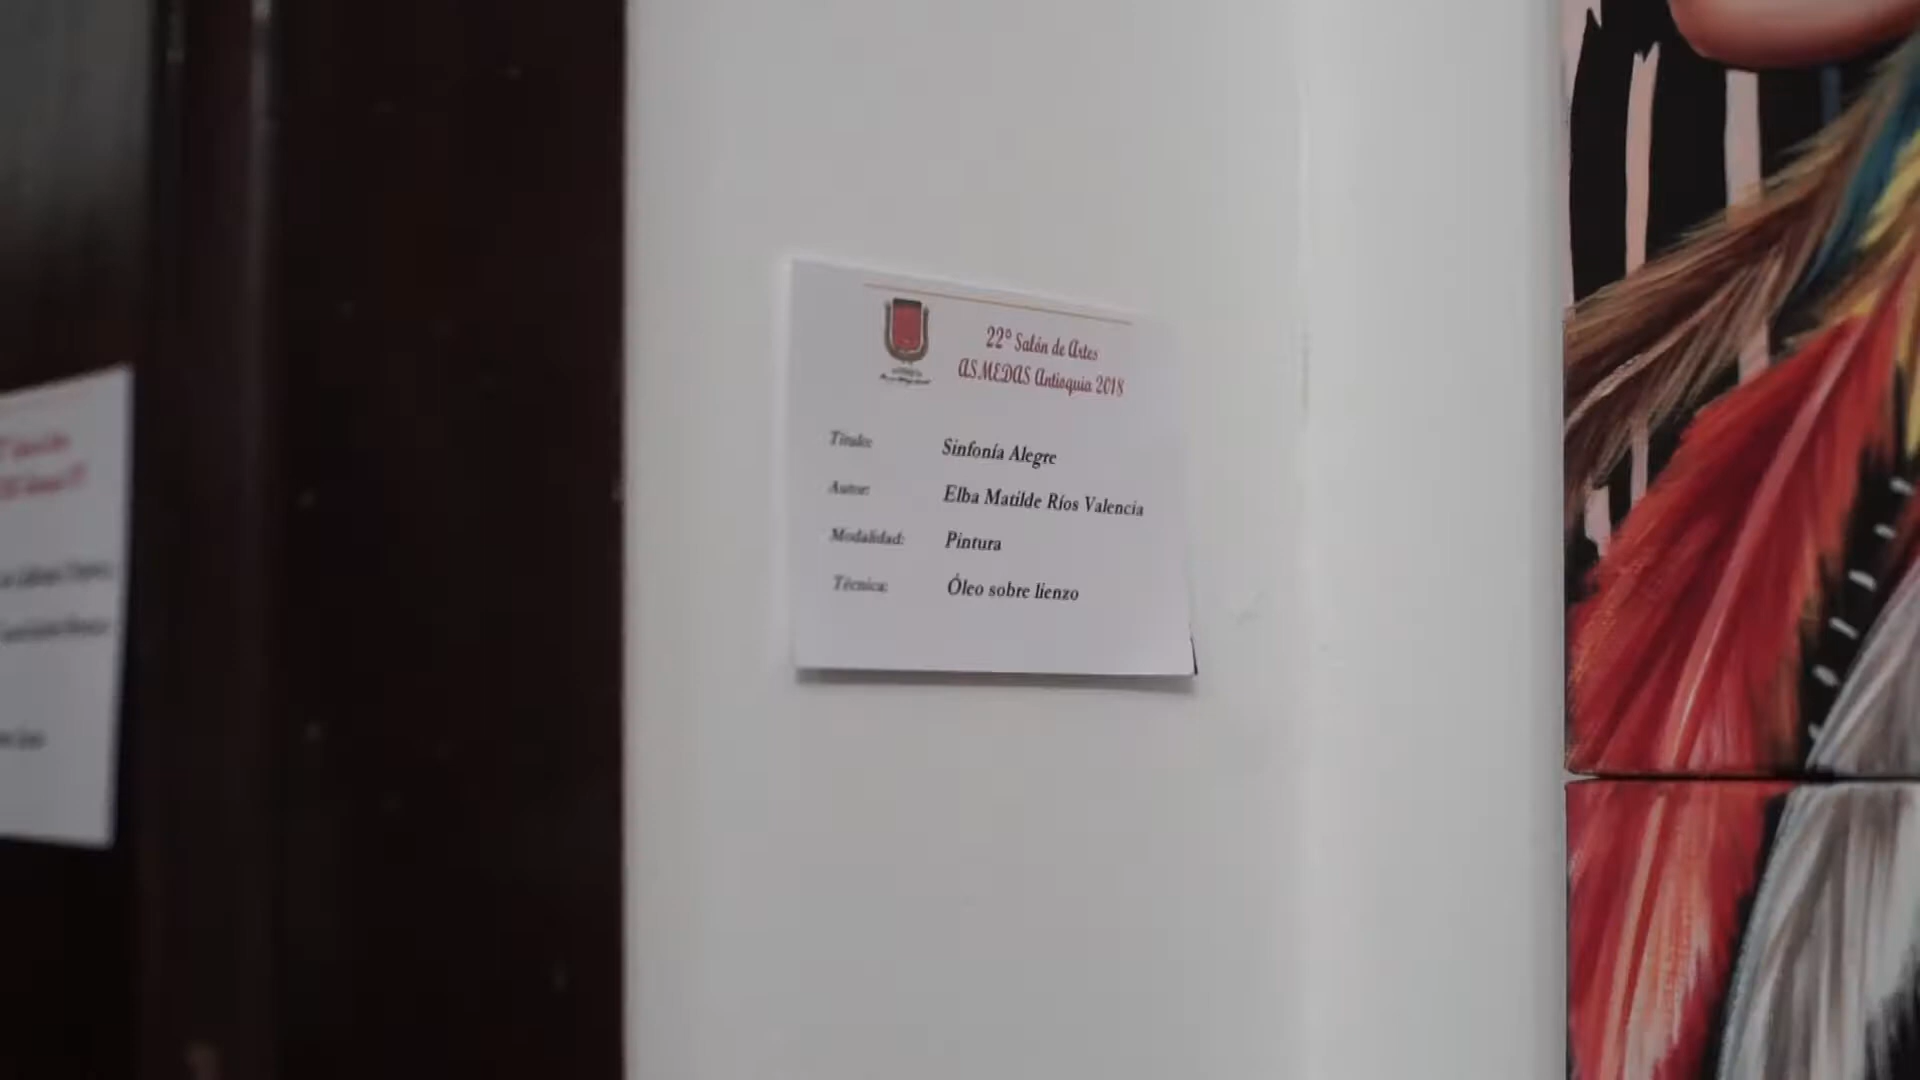 22º Salón de Artes
ASMEDAS Antioquia 2018
Título: Sinfonía Alegre
Autor: Elba Matilde Ríos Valencia
Modalidad: Pintura
Técnica: Óleo sobre lienzo